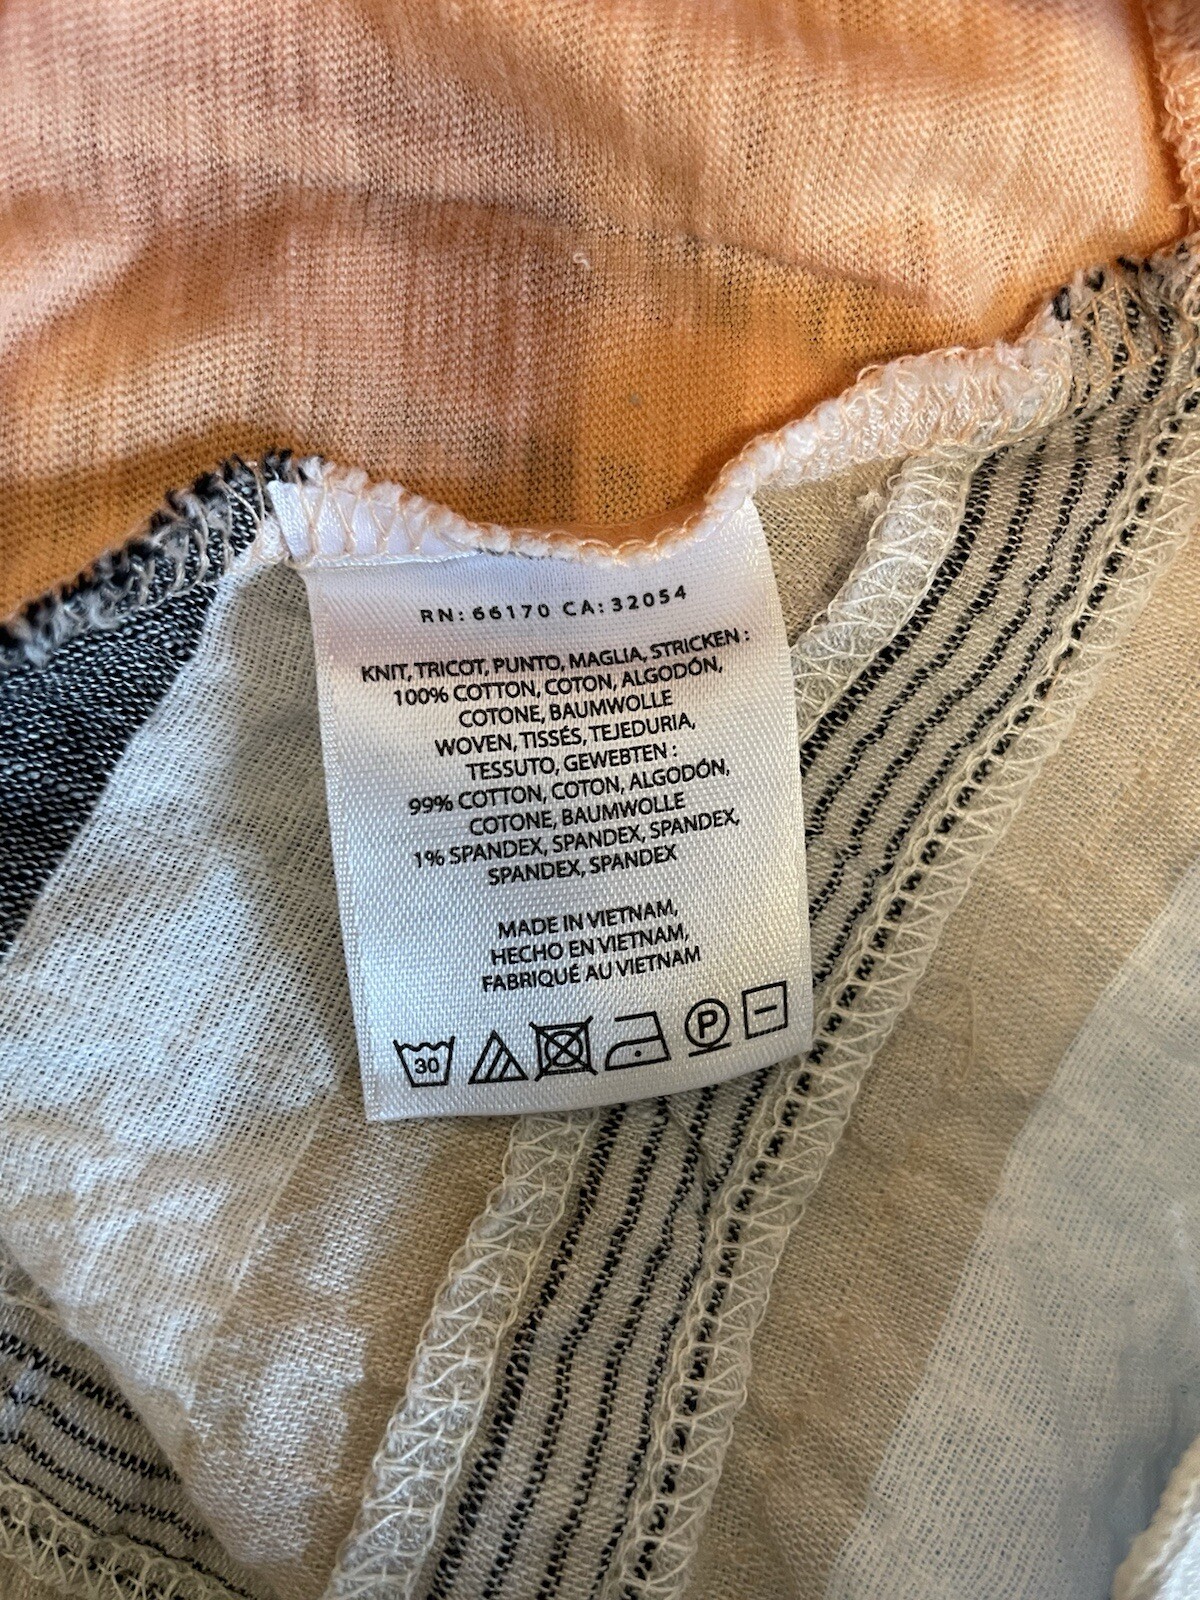 RN: 66170 CA: 32054
KNIT, TRICOT, PUNTO, MAGLIA, STRICKEN :
100% COTTON, COTON, ALGODÓN,
COTONE, BAUMWOLLE
WOVEN, TISSÉS, TEJEDURIA,
TESSUTO, GEWEBTEN :
99% COTTON, COTON, ALGODÓN,
COTONE, BAUMWOLLE
1% SPANDEX, SPANDEX, SPANDEX,
SPANDEX, SPANDEX
MADE IN VIETNAM,
HECHO EN VIETNAM,
FABRIQUÉ AU VIETNAM
30 P